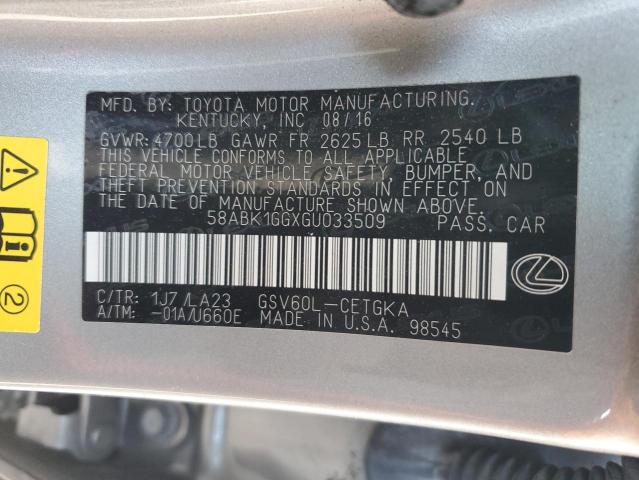 MFD. BY: TOYOTA MOTOR MANUFACTURING.
KENTUCKY, INC 08/16
GVWR: 4700LB GAWR FR 2625LB RR 2540 LB
THIS VEHICLE CONFORMS TO ALL APPLICABLE
FEDERAL MOTOR VEHICLE SAFETY, BUMPER, AND
THEFT PREVENTION STANDARDS IN EFFECT ON
THE DATE OF MANUFACTURE SHOWN ABOVE.
58ABK1GGXGU033509 PASS. CAR
C/TR: 1J7 /LA23 GSV60L-CETGKA
A/TM: -01A/U660E MADE IN U.S.A. 98545
2